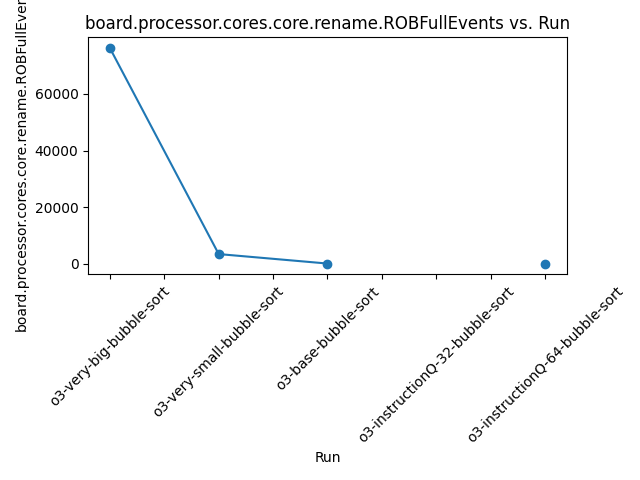 board.processor.cores.core.rename.ROBFullEvents vs. Run
board.processor.cores.core.rename.ROBFullEven
60000
40000
20000
0
o3-very-big-bubble-sort
o3-very-small-bubble-sort
o3-base-bubble-sort
o3-instructionQ-32-bubble-sort
o3-instructionQ-64-bubble-sort
Run